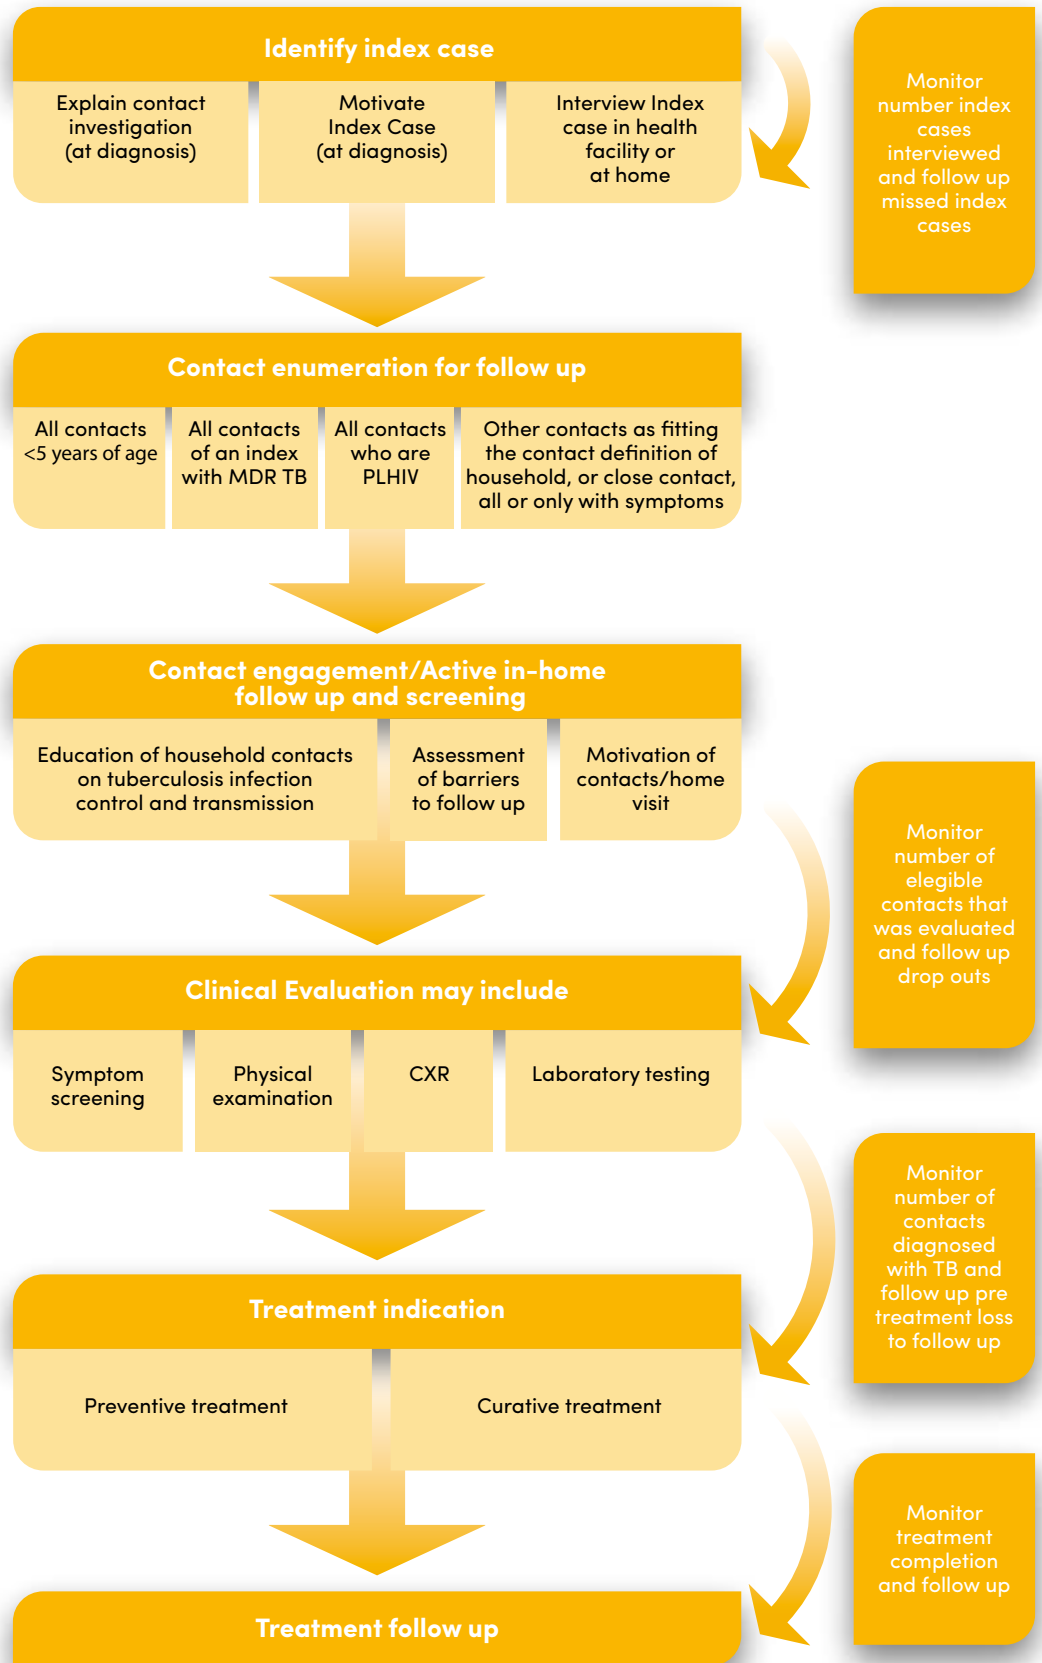 Identify index case
Explain contact
investigation
(at diagnosis)
Motivate
Index Case
(at diagnosis)
Interview Index
case in health
facility or
at home
Monitor
number index
cases
interviewed
and follow up
missed index
cases
Contact enumeration for follow up
All contacts
<5 years of age
All contacts
of an index
with MDR TB
All contacts
who are
PLHIV
Other contacts as fitting
the contact definition of
household, or close contact,
all or only with symptoms
Contact engagement/Active in-home
follow up and screening
Education of household contacts
on tuberculosis infection
control and transmission
Assessment
of barriers
to follow up
Motivation of
contacts/home
visit
Monitor
number of
elegible
contacts that
was evaluated
and follow up
drop outs
Clinical Evaluation may include
Symptom
screening
Physical
examination
CXR
Laboratory testing
Monitor
number of
contacts
diagnosed
with TB and
follow up pre
treatment loss
to follow up
Treatment indication
Preventive treatment
Curative treatment
Monitor
treatment
completion
and follow up
Treatment follow up